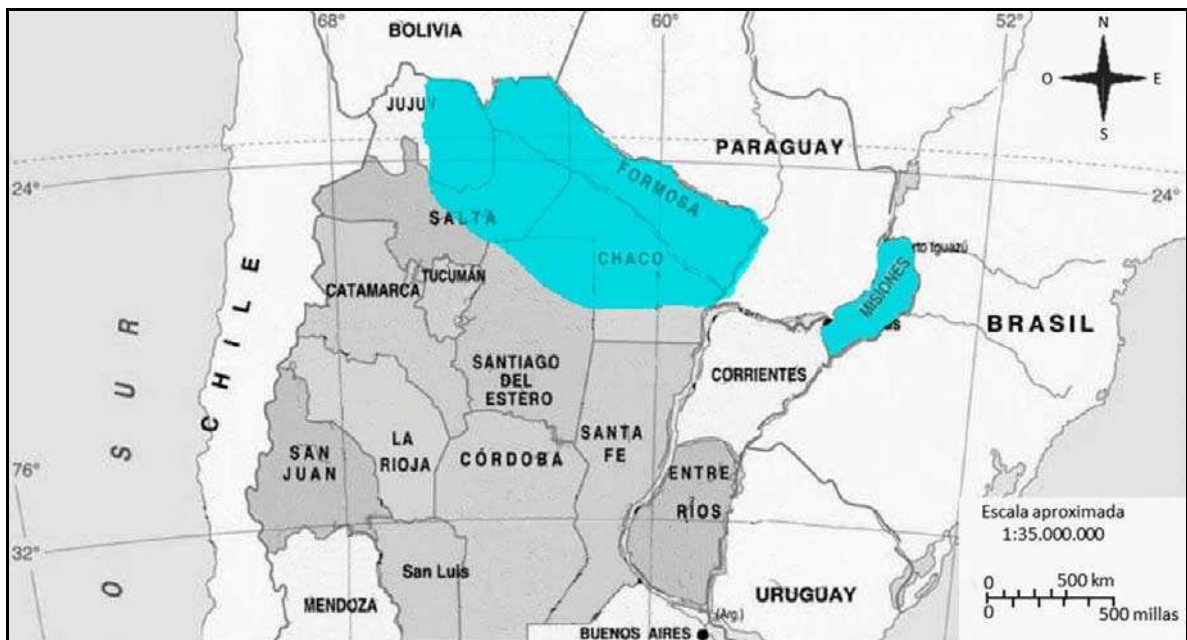 68°
60°
52°
N
O
E
S
BOLIVIA
JUJUY
PARAGUAY
24°
24°
FORMOSA
SALTA
CHACO
rto Iguazú
MISIONES
CATAMARCA
TUCUMÁN
CHILE
BRASIL
O SUR
SANTIAGO
DEL
ESTERO
CORRIENTES
SAN
JUAN
LA
RIOJA
CÓRDOBA
SANTA
FE
ENTRE
RÍOS
76°
32°
San Luis
MENDOZA
URUGUAY
(Arg.)
BUENOS AIRES
Escala aproximada
1:35.000.000
0 500 km
0 500 millas